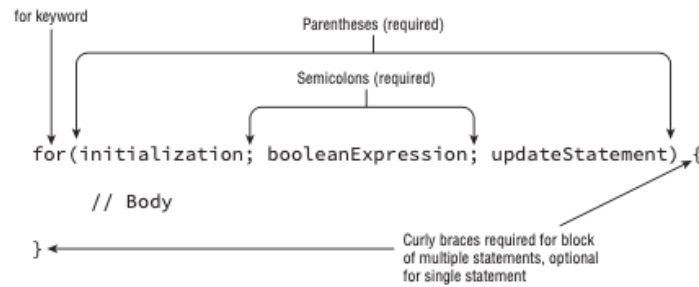 for keyword
Parentheses (required)
Semicolons (required)
for(initialization; booleanExpression; updateStatement) {
// Body
}
Curly braces required for block
of multiple statements, optional
for single statement